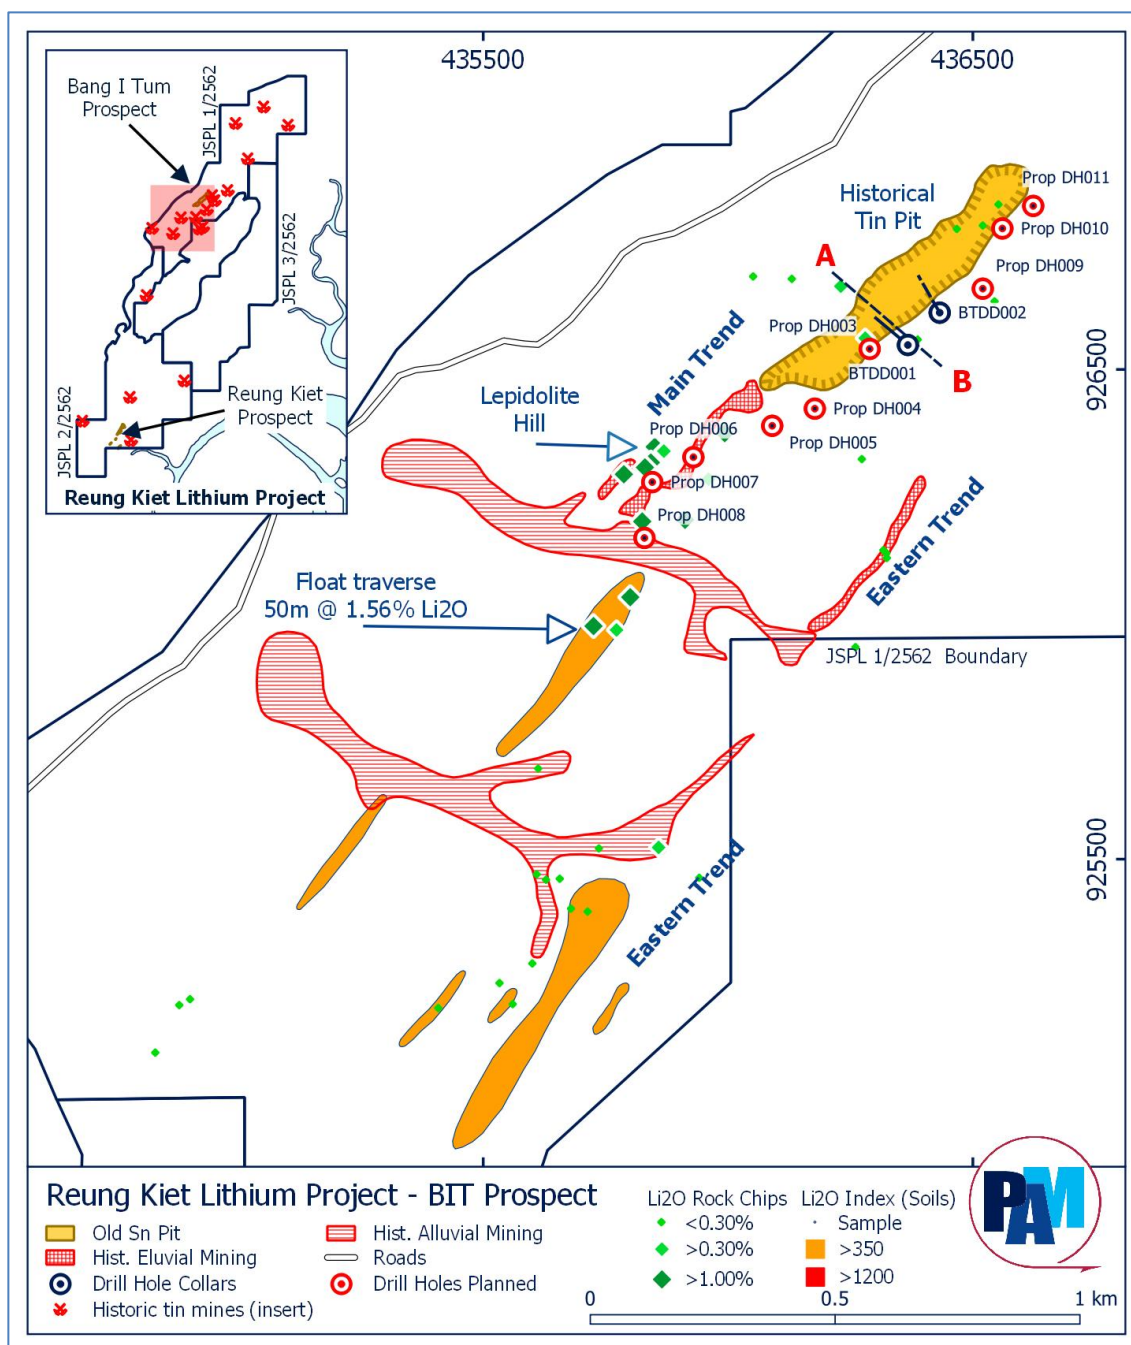 435500
436500
Bang I Tum
Prospect
JSPL 1/2562
JSPL 3/2562
JSPL 2/2562
Reung Kiet
Prospect
Reung Kiet Lithium Project
Historical
Tin Pit
Prop DH011
Prop DH010
Prop DH009
A
BTDD002
Prop DH003
BTDD001
B
926500
Main Trend
Lepidolite
Hill
Prop DH004
Prop DH006
Prop DH005
Prop DH007
Prop DH008
Eastern Trend
Float traverse
50m @ 1.56% Li2O
JSPL 1/2562 Boundary
925500
Eastern Trend
Reung Kiet Lithium Project - BIT Prospect
Old Sn Pit
Hist. Eluvial Mining
Drill Hole Collars
Historic tin mines (insert)
Hist. Alluvial Mining
Roads
Drill Holes Planned
Li2O Rock Chips
<0.30%
>0.30%
>1.00%
Li2O Index (Soils)
Sample
>350
>1200
PAM
0
0.5
1 km